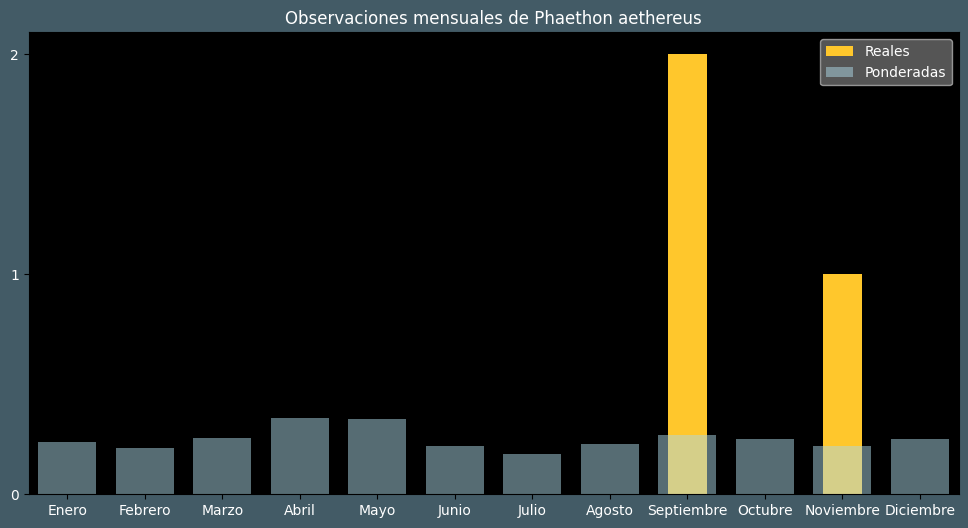 Observaciones mensuales de Phaethon aethereus
Reales
Ponderadas
2
1
0
Enero Febrero Marzo Abril Mayo Junio Julio Agosto Septiembre Octubre Noviembre Diciembre